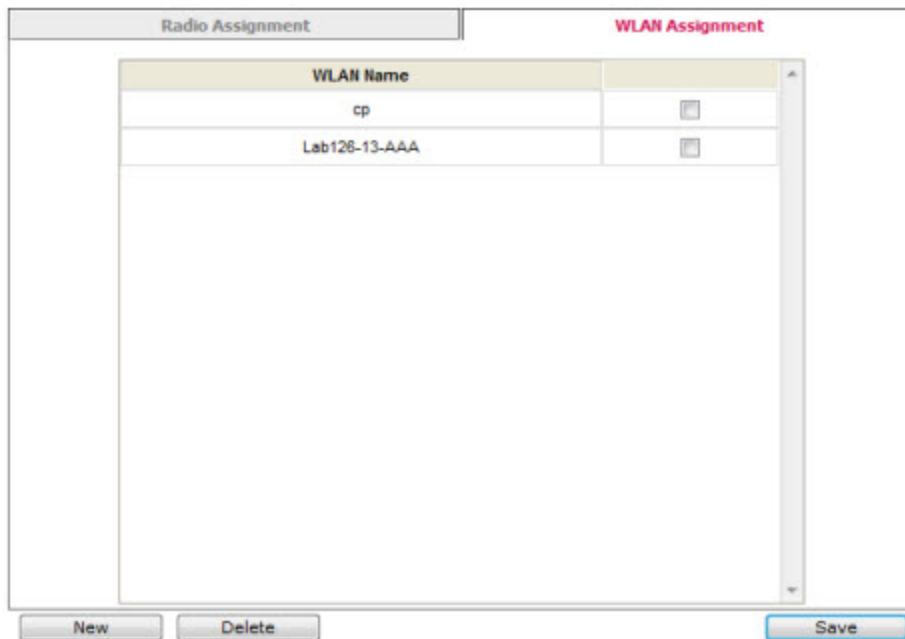 Radio Assignment
WLAN Assignment
WLAN Name
cp
Lab126-13-AAA
New
Delete
Save